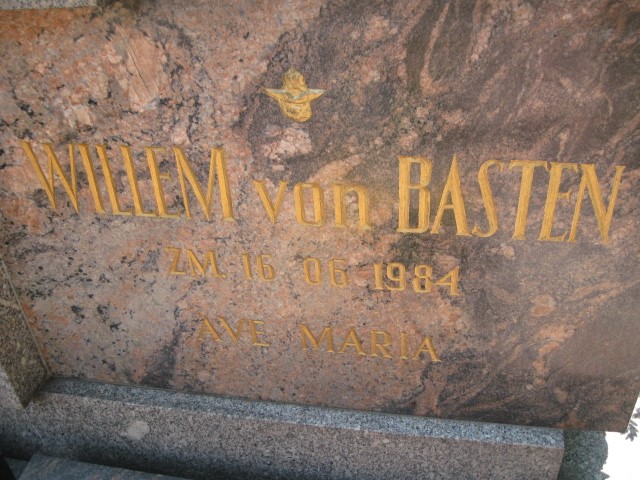 WILLEM von BASTEN
ZM. 16 06 1984
AVE MARIA